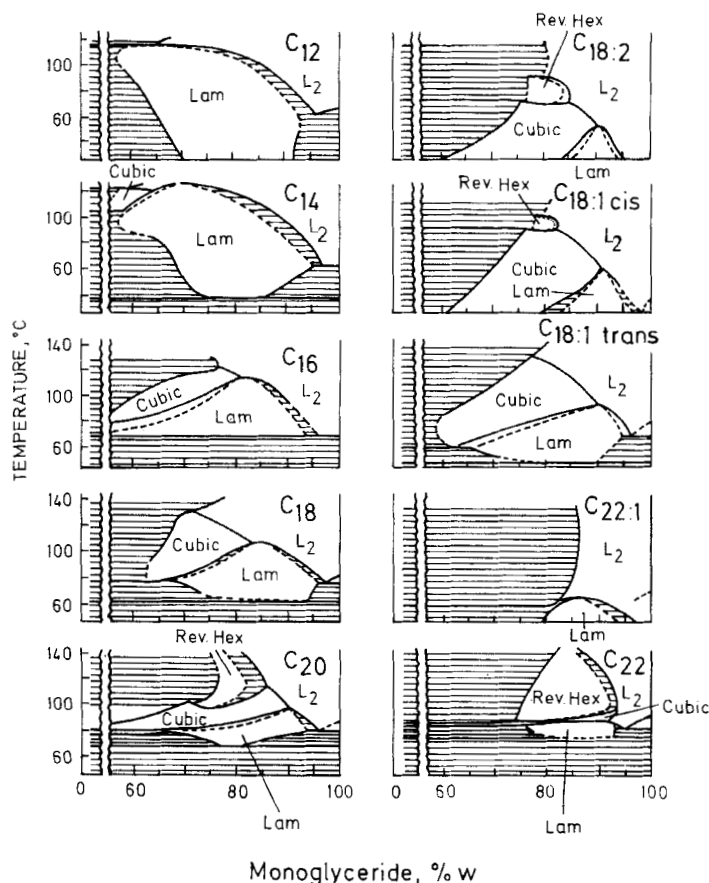 TEMPERATURE, °C
C12
100
60
Lam
L2
Cubic
C14
100
60
Lam
L2
140
100
60
C16
Cubic
Lam
L2
140
100
60
C18
Cubic
Lam
L2
Rev. Hex
140
100
60
C20
Cubic
L2
60 80 100
Lam
Rev. Hex
C18:2
L2
Cubic
Lam
Rev. Hex
C18:1 cis
L2
Cubic
Lam
C18:1 trans
L2
Cubic
Lam
C22:1
L2
Lam
C22
Rev. Hex
L2
Cubic
Lam
0 60 80 100
Lam
Monoglyceride, % w